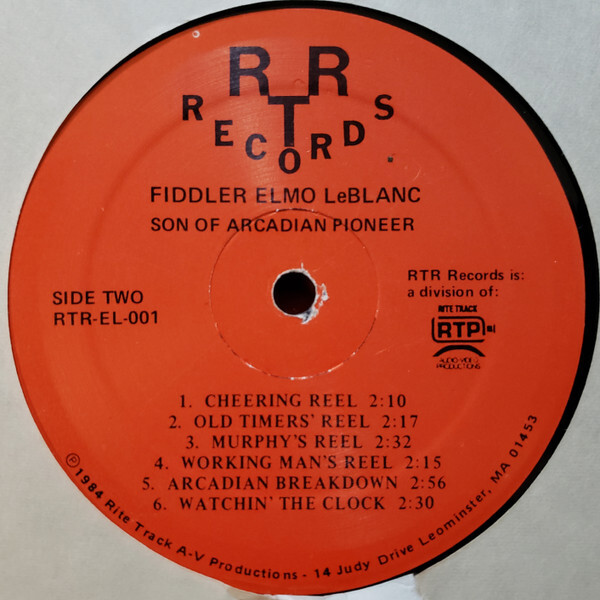 RTR
RECORDS
FIDDLER ELMO LeBLANC
SON OF ARCADIAN PIONEER
SIDE TWO
RTR-EL-001
RTR Records is:
a division of:
RITE TRACK
RTP
AUDIO-VIDEO
PRODUCTIONS
1. CHEERING REEL 2:10
2. OLD TIMERS' REEL 2:17
3. MURPHY'S REEL 2:32
4. WORKING MAN'S REEL 2:15
5. ARCADIAN BREAKDOWN 2:56
6. WATCHIN' THE CLOCK 2:30
℗ 1984 Rite Track A-V Productions - 14 Judy Drive Leominster, MA 01453